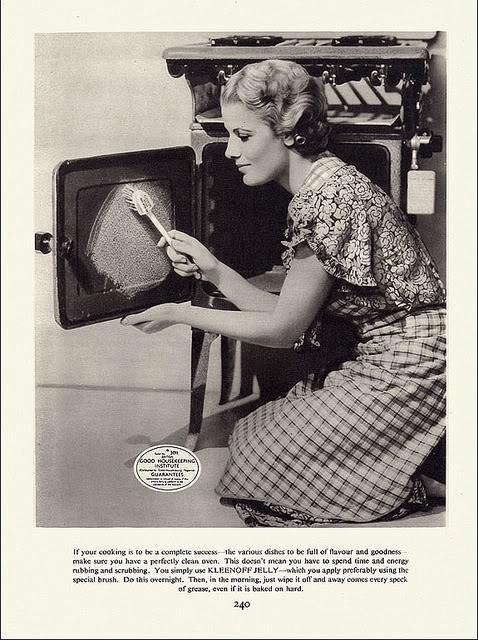 301
GOOD HOUSEKEEPING
INSTITUTE
GUARANTEES
If your cooking is to be a complete success—the various dishes to be full of flavour and goodness—
make sure you have a perfectly clean oven. This doesn't mean you have to spend time and energy
rubbing and scrubbing. You simply use KLEENOFF JELLY—which you apply preferably using the
special brush. Do this overnight. Then, in the morning, just wipe it off and away comes every speck
of grease, even if it is baked on hard.
240